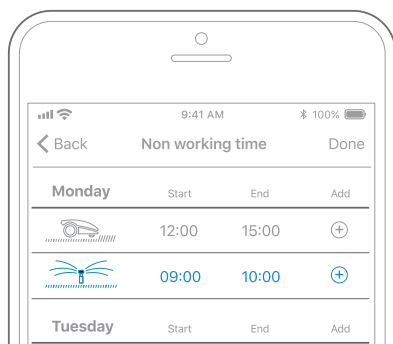 9:41 AM 100%
Back Non working time Done
Monday Start End Add
12:00 15:00
09:00 10:00
Tuesday Start End Add